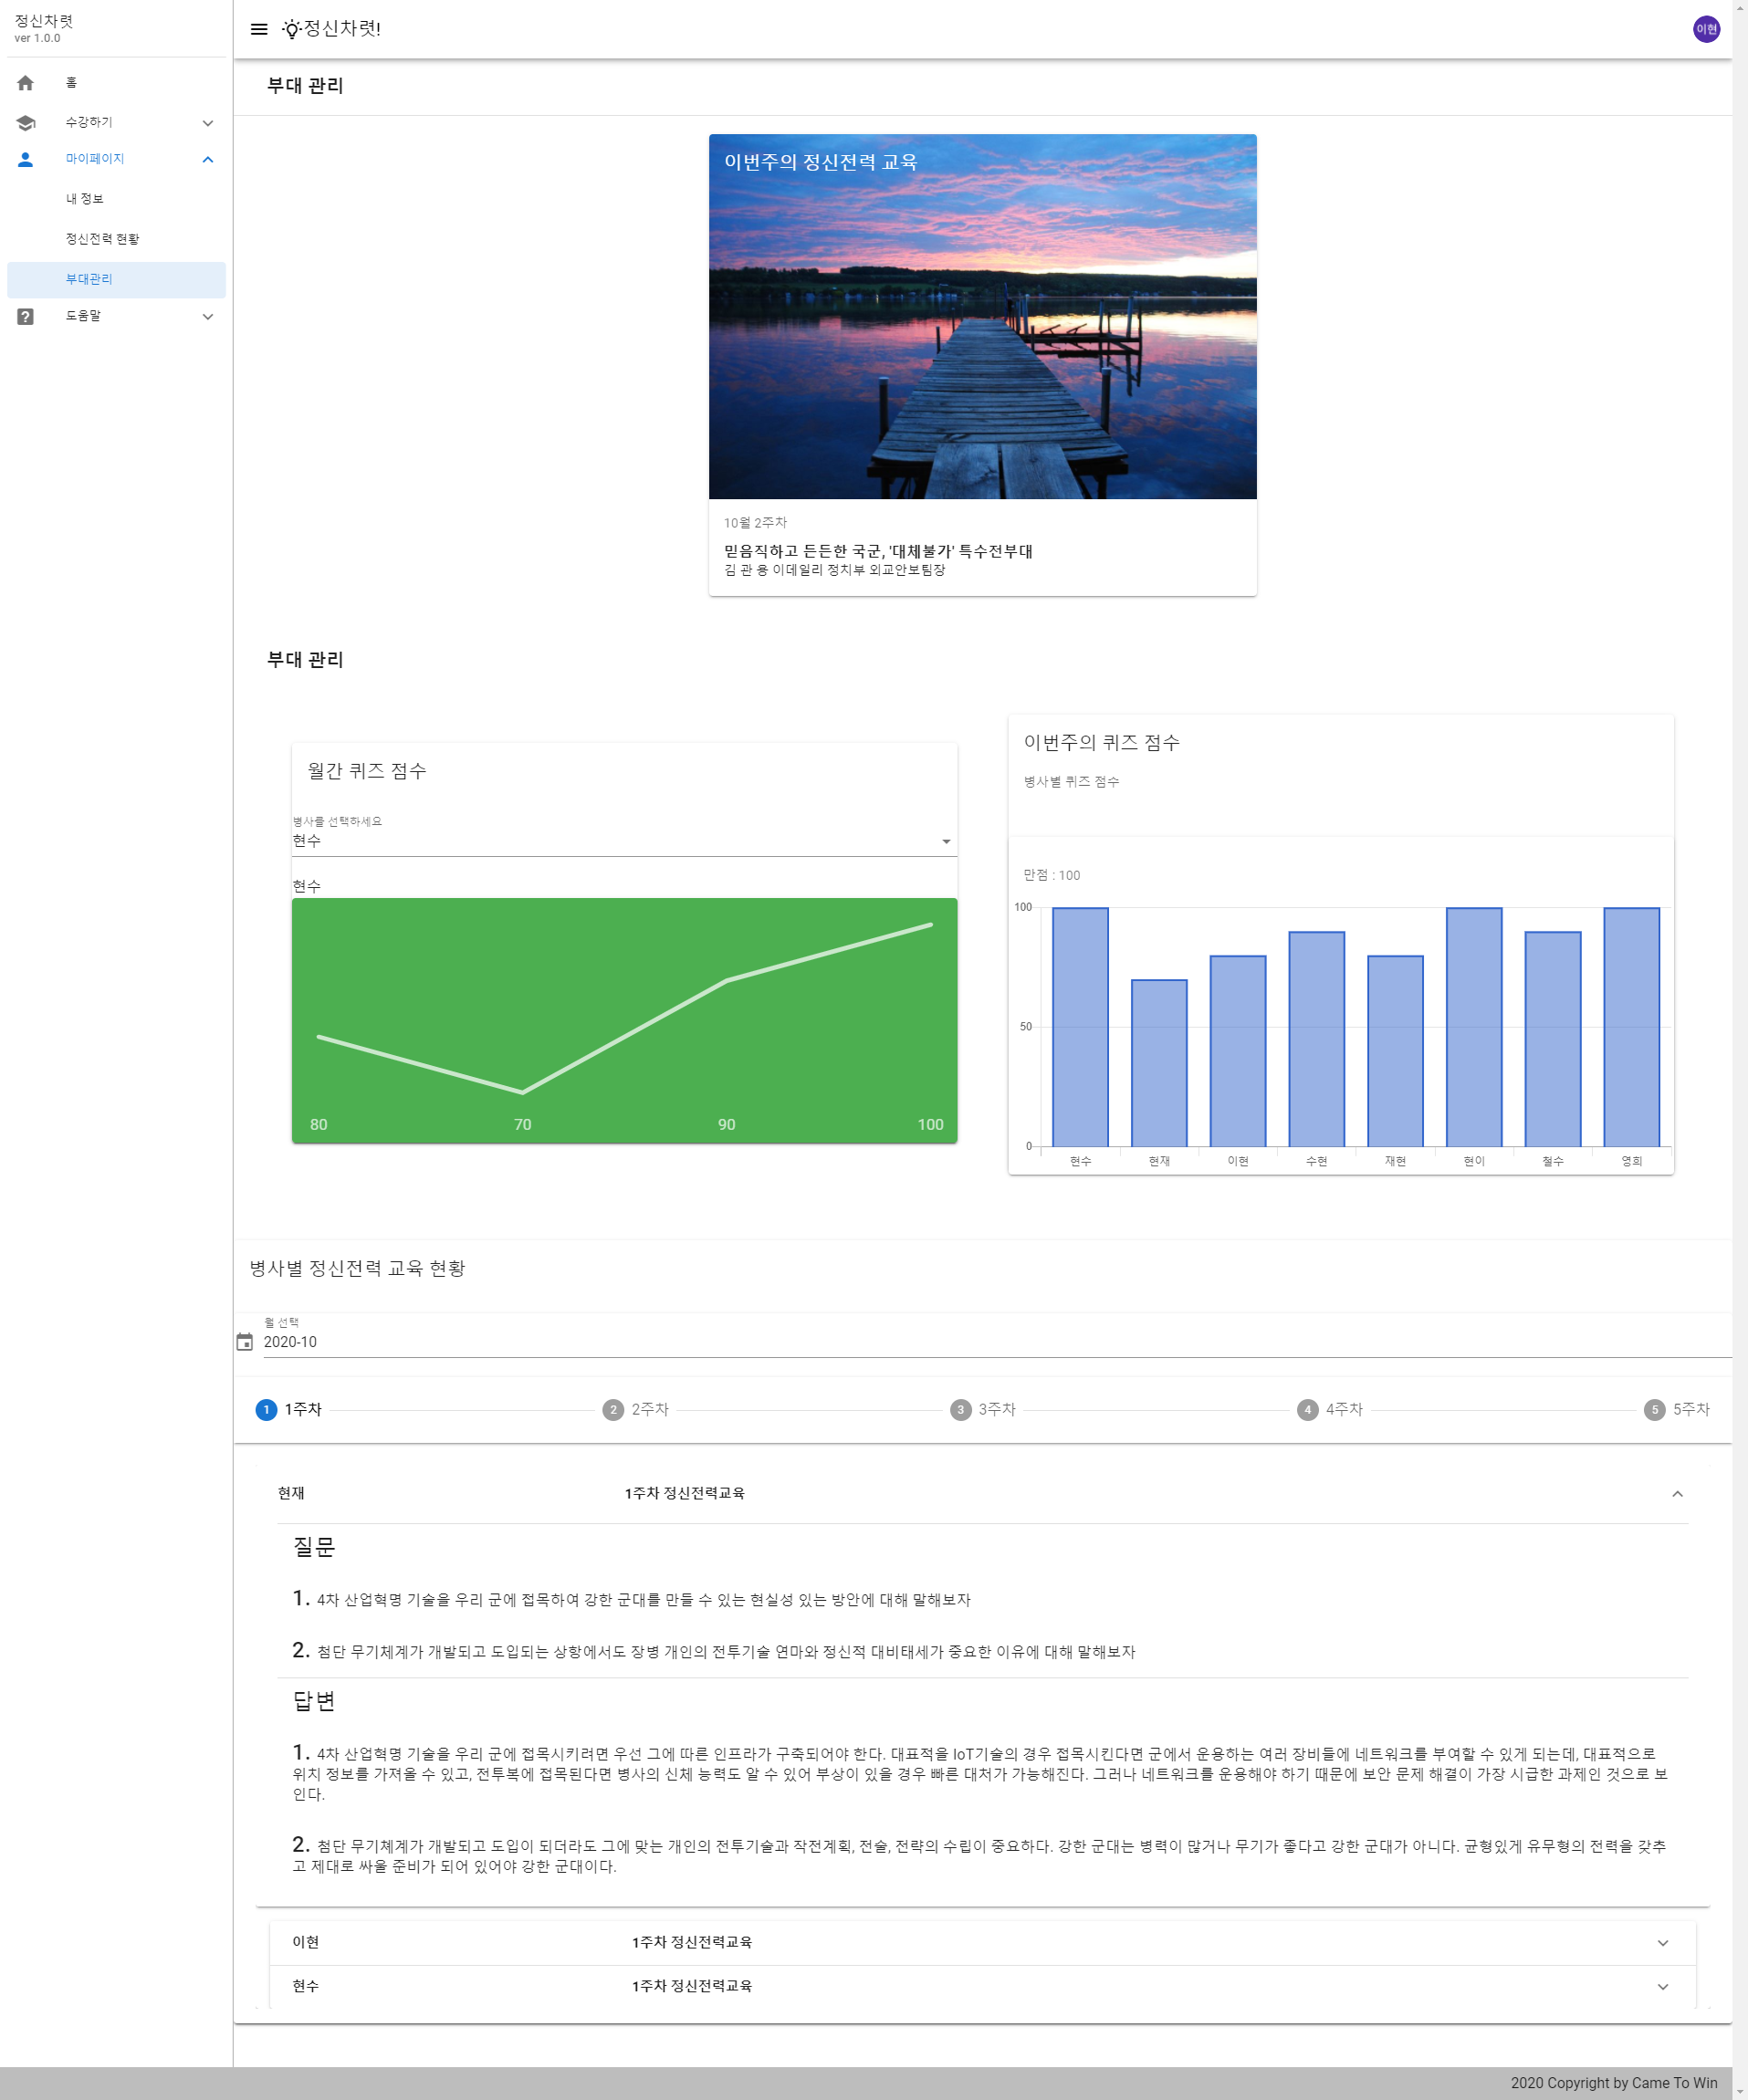 정신차렷
ver 1.0.0
홈
수강하기
마이페이지
내 정보
정신전력 현황
부대관리
도움말
정신차렷!
이현
부대 관리
이번주의 정신전력 교육
10월 2주차
믿음직하고 든든한 국군, '대체불가' 특수전부대
김 관 용 이데일리 정치부 외교안보팀장
부대 관리
월간 퀴즈 점수
병사를 선택하세요
현수
현수
80 70 90 100
이번주의 퀴즈 점수
병사별 퀴즈 점수
만점 : 100
100
50
0
현수 현재 이현 수현 재현 현이 철수 영희
병사별 정신전력 교육 현황
월 선택
2020-10
1 1주차 2 2주차 3 3주차 4 4주차 5 5주차
현재 1주차 정신전력교육
질문
1. 4차 산업혁명 기술을 우리 군에 접목하여 강한 군대를 만들 수 있는 현실성 있는 방안에 대해 말해보자
2. 첨단 무기체계가 개발되고 도입되는 상항에서도 장병 개인의 전투기술 연마와 정신적 대비태세가 중요한 이유에 대해 말해보자
답변
1. 4차 산업혁명 기술을 우리 군에 접목시키려면 우선 그에 따른 인프라가 구축되어야 한다. 대표적을 IoT기술의 경우 접목시킨다면 군에서 운용하는 여러 장비들에 네트워크를 부여할 수 있게 되는데, 대표적으로
위치 정보를 가져올 수 있고, 전투복에 접목된다면 병사의 신체 능력도 알 수 있어 부상이 있을 경우 빠른 대처가 가능해진다. 그러나 네트워크를 운용해야 하기 때문에 보안 문제 해결이 가장 시급한 과제인 것으로 보
인다.
2. 첨단 무기쳬계가 개발되고 도입이 되더라도 그에 맞는 개인의 전투기술과 작전계획, 전술, 전략의 수립이 중요하다. 강한 군대는 병력이 많거나 무기가 좋다고 강한 군대가 아니다. 균형있게 유무형의 전력을 갖추
고 제대로 싸울 준비가 되어 있어야 강한 군대이다.
이현 1주차 정신전력교육
현수 1주차 정신전력교육
2020 Copyright by Came To Win